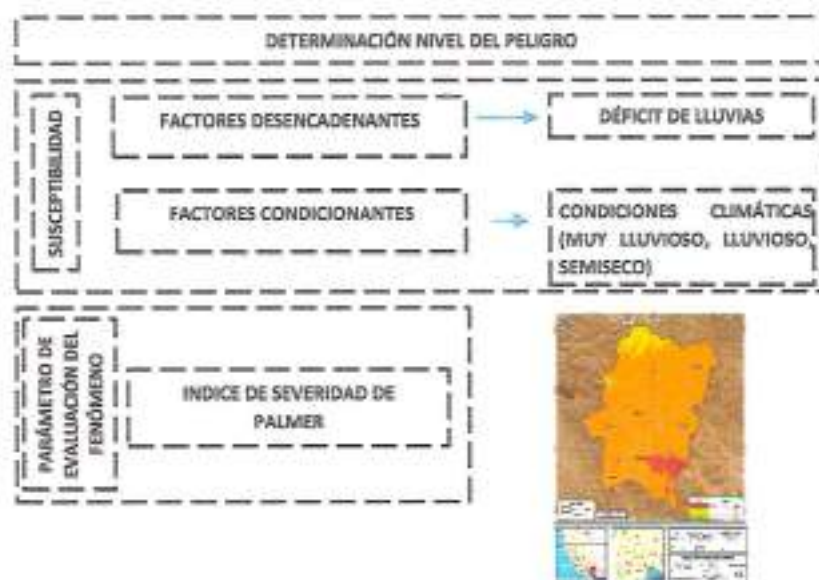 DETERMINACIÓN NIVEL DEL PELIGRO
SUSCEPTIBILIDAD
FACTORES DESENCADENANTES
DÉFICIT DE LLUVIAS
FACTORES CONDICIONANTES
CONDICIONES CLIMÁTICAS
(MUY LLUVIOSO, LLUVIOSO,
SEMISECO)
PARÁMETRO DE
EVALUACIÓN DEL
FENÓMENO
INDICE DE SEVERIDAD DE
PALMER